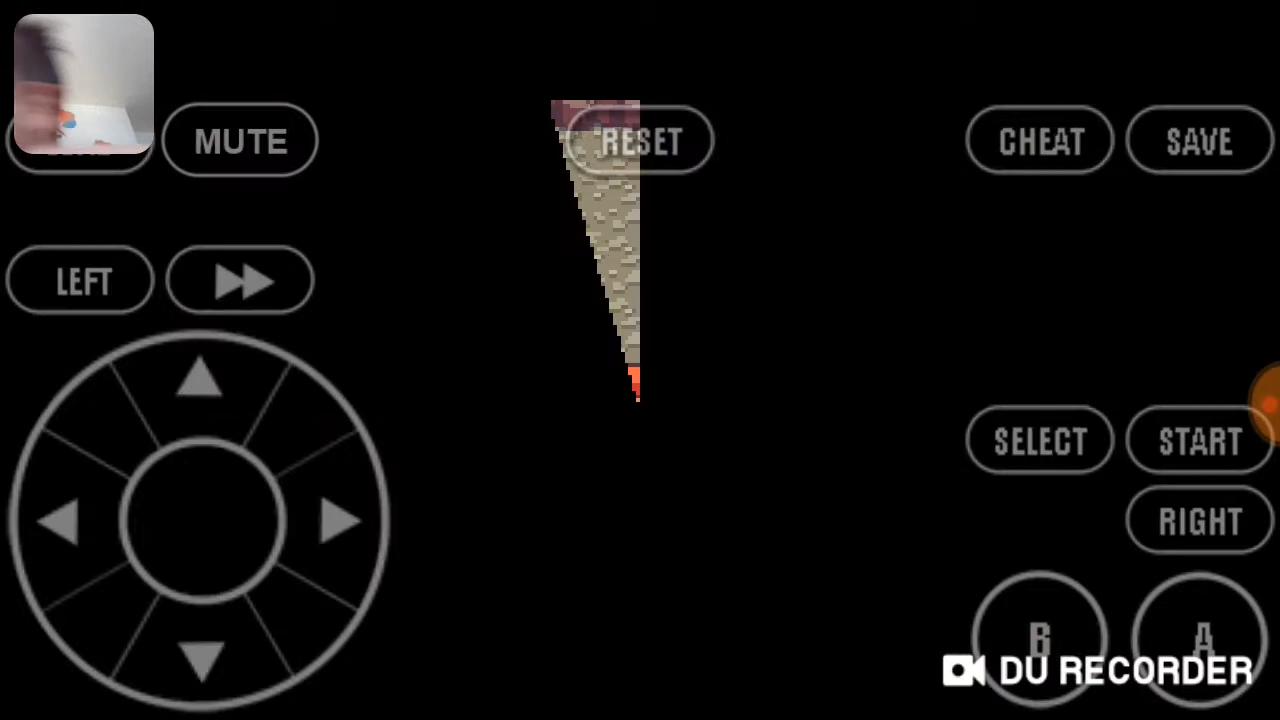 MUTE
RESET
CHEAT
SAVE
LEFT
SELECT
START
RIGHT
B
A
DU RECORDER